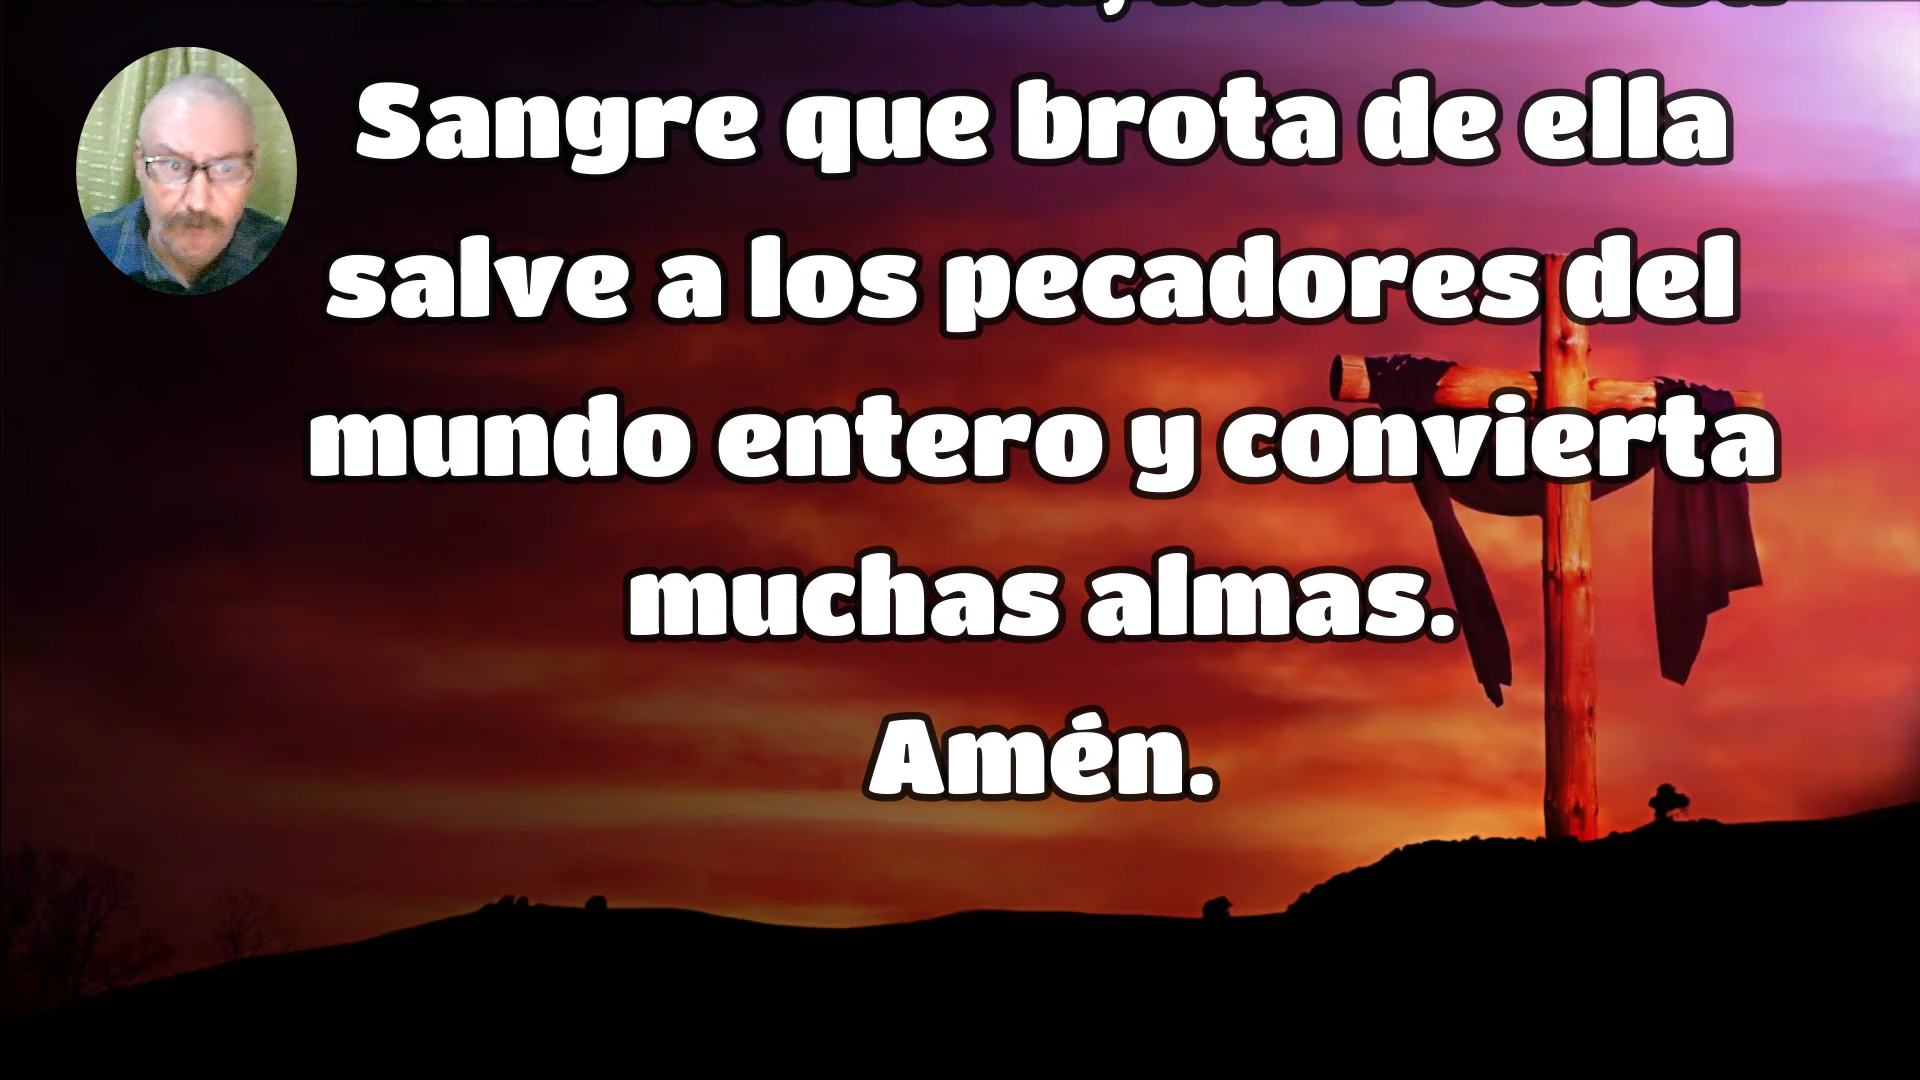 Sangre que brota de ella
salve a los pecadores del
mundo entero y convierta
muchas almas.
Amén.